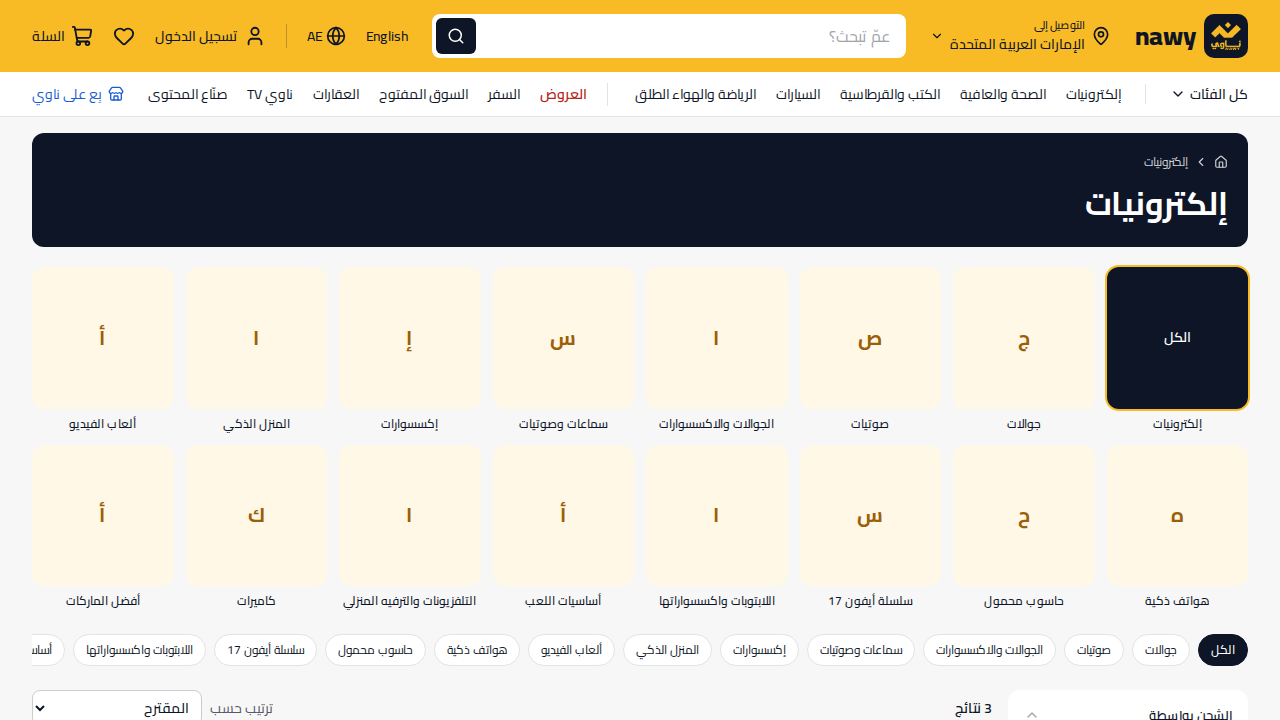 ناوي
NAWY
nawy
التوصيل إلى
الإمارات العربية المتحدة
عمّ تبحث؟
English
AE
تسجيل الدخول
السلة
كل الفئات
إلكترونيات
الصحة والعافية
الكتب والقرطاسية
السيارات
الرياضة والهواء الطلق
العروض
السفر
السوق المفتوح
العقارات
ناوي TV
صنّاع المحتوى
بع على ناوي
إلكترونيات
إلكترونيات
الكل
ج
ص
ا
س
إ
ا
أ
إلكترونيات
جوالات
صوتيات
الجوالات والاكسسوارات
سماعات وصوتيات
إكسسوارات
المنزل الذكي
ألعاب الفيديو
ه
ح
س
ا
أ
ا
ك
أ
هواتف ذكية
حاسوب محمول
سلسلة أيفون 17
اللابتوبات واكسسواراتها
أساسيات اللعب
التلفزيونات والترفيه المنزلي
كاميرات
أفضل الماركات
الكل
جوالات
صوتيات
الجوالات والاكسسوارات
سماعات وصوتيات
إكسسوارات
المنزل الذكي
ألعاب الفيديو
هواتف ذكية
حاسوب محمول
سلسلة أيفون 17
اللابتوبات واكسسواراتها
الشحن بواسطة
3 نتائج
ترتيب حسب
المقترح